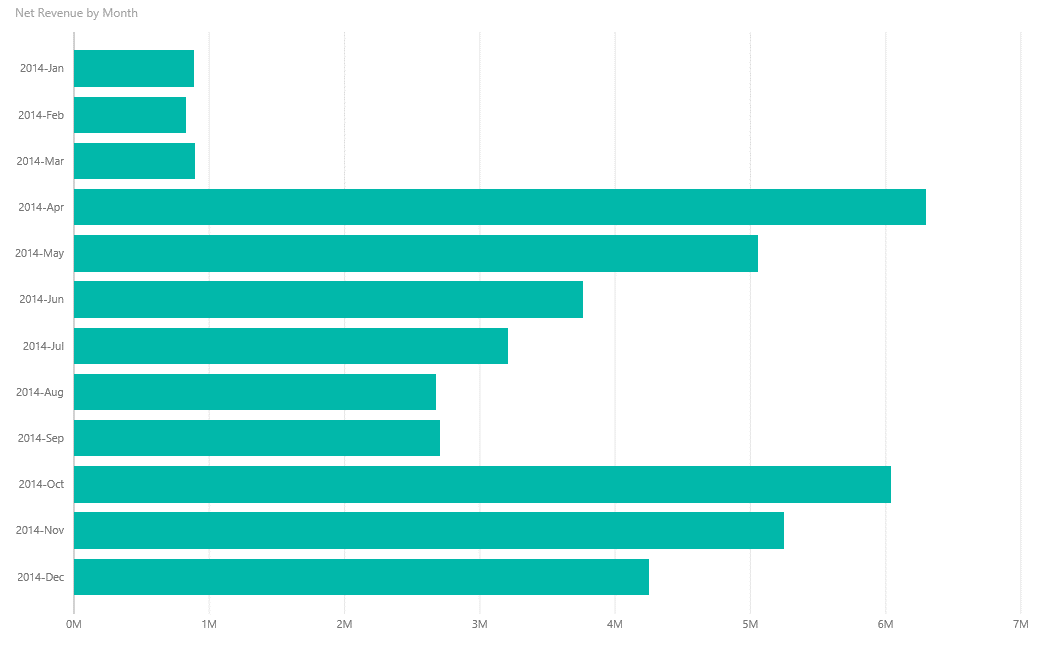 Net Revenue by Month
2014-Jan
2014-Feb
2014-Mar
2014-Apr
2014-May
2014-Jun
2014-Jul
2014-Aug
2014-Sep
2014-Oct
2014-Nov
2014-Dec
0M 1M 2M 3M 4M 5M 6M 7M